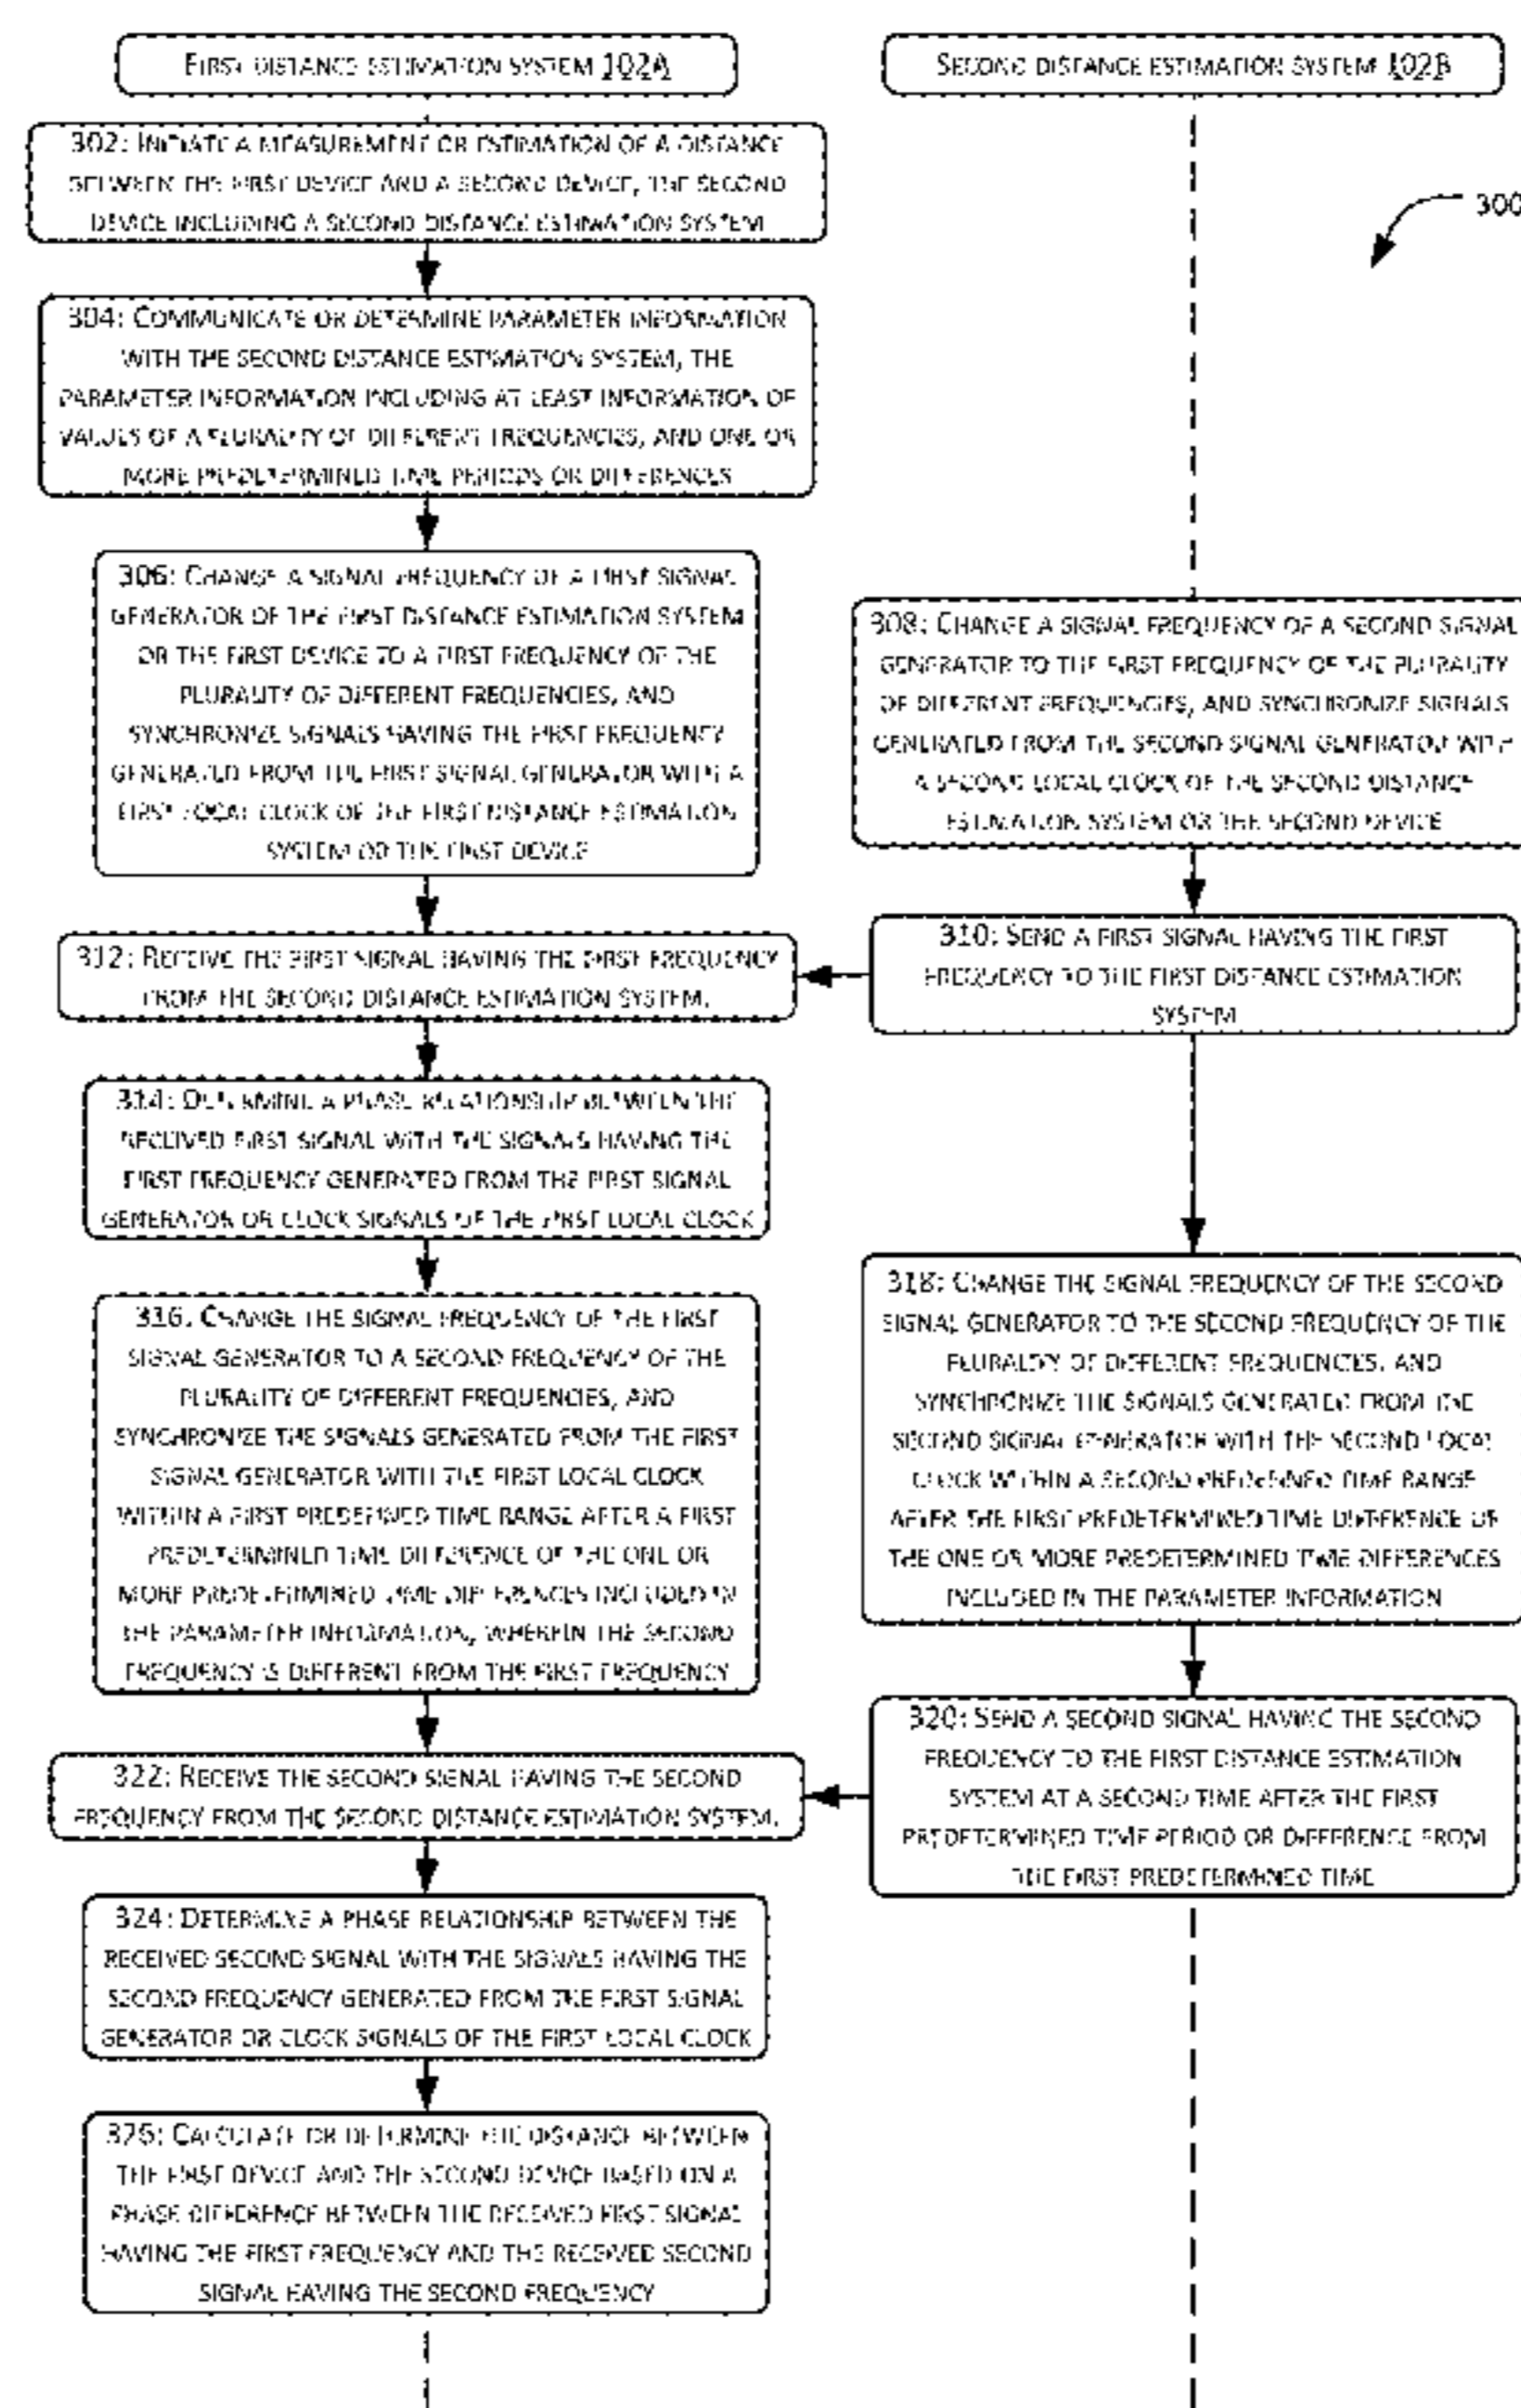 FIRST DISTANCE ESTIMATION SYSTEM 102A
SECOND DISTANCE ESTIMATION SYSTEM 102B
300
302: INITIATE A MEASUREMENT OR ESTIMATION OF A DISTANCE
BETWEEN THE FIRST DEVICE AND A SECOND DEVICE, THE SECOND
DEVICE INCLUDING A SECOND DISTANCE ESTIMATION SYSTEM
304: COMMUNICATE OR DETERMINE PARAMETER INFORMATION
WITH THE SECOND DISTANCE ESTIMATION SYSTEM, THE
PARAMETER INFORMATION INCLUDING AT LEAST INFORMATION OF
VALUES OF A PLURALITY OF DIFFERENT FREQUENCIES, AND ONE OR
MORE PREDETERMINED TIME PERIODS OR DIFFERENCES
306: CHANGE A SIGNAL FREQUENCY OF A FIRST SIGNAL
GENERATOR OF THE FIRST DISTANCE ESTIMATION SYSTEM
OR THE FIRST DEVICE TO A FIRST FREQUENCY OF THE
PLURALITY OF DIFFERENT FREQUENCIES, AND
SYNCHRONIZE SIGNALS HAVING THE FIRST FREQUENCY
GENERATED FROM THE FIRST SIGNAL GENERATOR WITH A
FIRST LOCAL CLOCK OF THE FIRST DISTANCE ESTIMATION
SYSTEM OR THE FIRST DEVICE
308: CHANGE A SIGNAL FREQUENCY OF A SECOND SIGNAL
GENERATOR TO THE FIRST FREQUENCY OF THE PLURALITY
OF DIFFERENT FREQUENCIES, AND SYNCHRONIZE SIGNALS
GENERATED FROM THE SECOND SIGNAL GENERATOR WITH
A SECOND LOCAL CLOCK OF THE SECOND DISTANCE
ESTIMATION SYSTEM OR THE SECOND DEVICE
310: SEND A FIRST SIGNAL HAVING THE FIRST
FREQUENCY TO THE FIRST DISTANCE ESTIMATION
SYSTEM
312: RECEIVE THE FIRST SIGNAL HAVING THE FIRST FREQUENCY
FROM THE SECOND DISTANCE ESTIMATION SYSTEM.
314: DETERMINE A PHASE RELATIONSHIP BETWEEN THE
RECEIVED FIRST SIGNAL WITH THE SIGNALS HAVING THE
FIRST FREQUENCY GENERATED FROM THE FIRST SIGNAL
GENERATOR OR CLOCK SIGNALS OF THE FIRST LOCAL CLOCK
316: CHANGE THE SIGNAL FREQUENCY OF THE FIRST
SIGNAL GENERATOR TO A SECOND FREQUENCY OF THE
PLURALITY OF DIFFERENT FREQUENCIES, AND
SYNCHRONIZE THE SIGNALS GENERATED FROM THE FIRST
SIGNAL GENERATOR WITH THE FIRST LOCAL CLOCK
WITHIN A FIRST PREDEFINED TIME RANGE AFTER A FIRST
PREDETERMINED TIME DIFFERENCE OF THE ONE OR
MORE PREDETERMINED TIME DIFFERENCES INCLUDED IN
THE PARAMETER INFORMATION, WHEREIN THE SECOND
FREQUENCY IS DIFFERENT FROM THE FIRST FREQUENCY
318: CHANGE THE SIGNAL FREQUENCY OF THE SECOND
SIGNAL GENERATOR TO THE SECOND FREQUENCY OF THE
PLURALITY OF DIFFERENT FREQUENCIES, AND
SYNCHRONIZE THE SIGNALS GENERATED FROM THE
SECOND SIGNAL GENERATOR WITH THE SECOND LOCAL
CLOCK WITHIN A SECOND PREDEFINED TIME RANGE
AFTER THE FIRST PREDETERMINED TIME DIFFERENCE OF
THE ONE OR MORE PREDETERMINED TIME DIFFERENCES
INCLUDED IN THE PARAMETER INFORMATION
320: SEND A SECOND SIGNAL HAVING THE SECOND
FREQUENCY TO THE FIRST DISTANCE ESTIMATION
SYSTEM AT A SECOND TIME AFTER THE FIRST
PREDETERMINED TIME PERIOD OR DIFFERENCE FROM
THE FIRST PREDETERMINED TIME
322: RECEIVE THE SECOND SIGNAL HAVING THE SECOND
FREQUENCY FROM THE SECOND DISTANCE ESTIMATION SYSTEM.
324: DETERMINE A PHASE RELATIONSHIP BETWEEN THE
RECEIVED SECOND SIGNAL WITH THE SIGNALS HAVING THE
SECOND FREQUENCY GENERATED FROM THE FIRST SIGNAL
GENERATOR OR CLOCK SIGNALS OF THE FIRST LOCAL CLOCK
326: CALCULATE OR DETERMINE THE DISTANCE BETWEEN
THE FIRST DEVICE AND THE SECOND DEVICE BASED ON A
PHASE DIFFERENCE BETWEEN THE RECEIVED FIRST SIGNAL
HAVING THE FIRST FREQUENCY AND THE RECEIVED SECOND
SIGNAL HAVING THE SECOND FREQUENCY